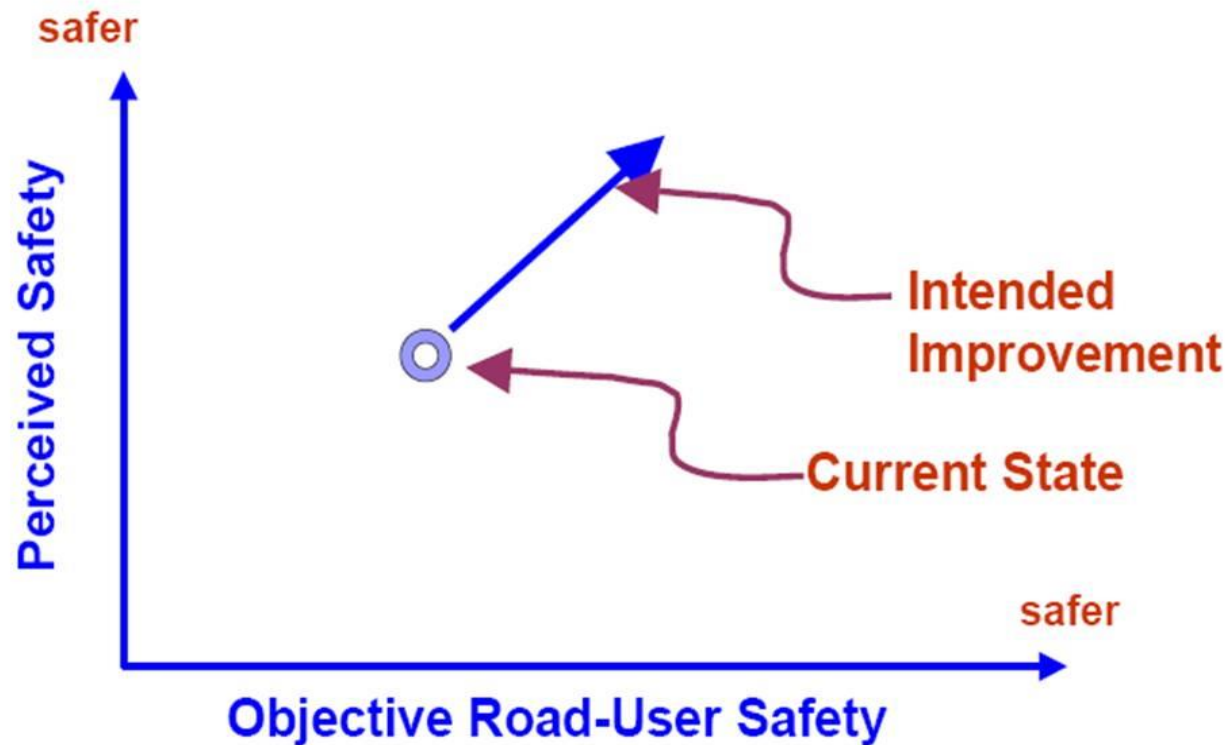 safer
Perceived Safety
Intended
Improvement
Current State
safer
Objective Road-User Safety